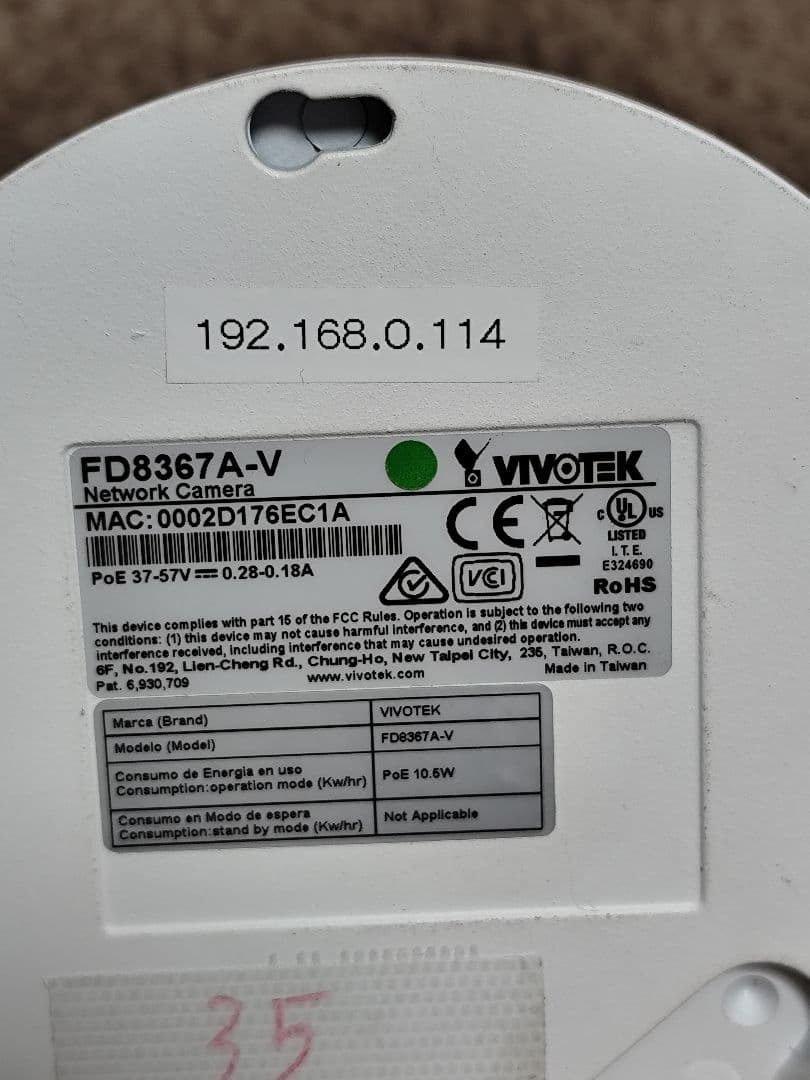 192.168.0.114
FD8367A-V
VIVOTEK
Network Camera
MAC:0002D176EC1A
C UL US
LISTED
I.T.E.
E324690
PoE 37-57V 0.28-0.18A
VCI
RoHS
This device complies with part 15 of the FCC Rules. Operation is subject to the following two
conditions: (1) this device may not cause harmful interference, and (2) this device must accept any
interference received, including interference that may cause undesired operation.
6F, No.192, Lien-Cheng Rd., Chung-Ho, New Taipei City, 235, Taiwan, R.O.C.
Pat. 6,930,709 www.vivotek.com Made in Taiwan
Marca (Brand) VIVOTEK
Modelo (Model) FD8367A-V
Consumo de Energia en uso
Consumption:operation mode (Kw/hr) PoE 10.5W
Consumo en Modo de espera
Consumption:stand by mode (Kw/hr) Not Applicable
35